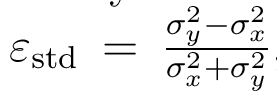 ε_std = (σ_y^2 − σ_x^2) / (σ_x^2 + σ_y^2)